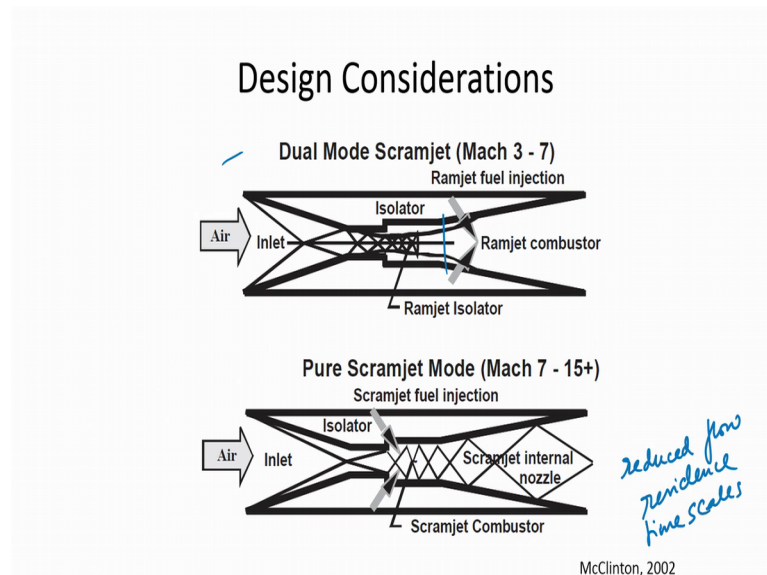 Design Considerations
Dual Mode Scramjet (Mach 3 - 7)
Ramjet fuel injection
Isolator
Air
Inlet
Ramjet combustor
Ramjet Isolator
Pure Scramjet Mode (Mach 7 - 15+)
Scramjet fuel injection
Isolator
Air
Inlet
Scramjet internal
nozzle
Scramjet Combustor
reduced flow
residence
time scales
McClinton, 2002